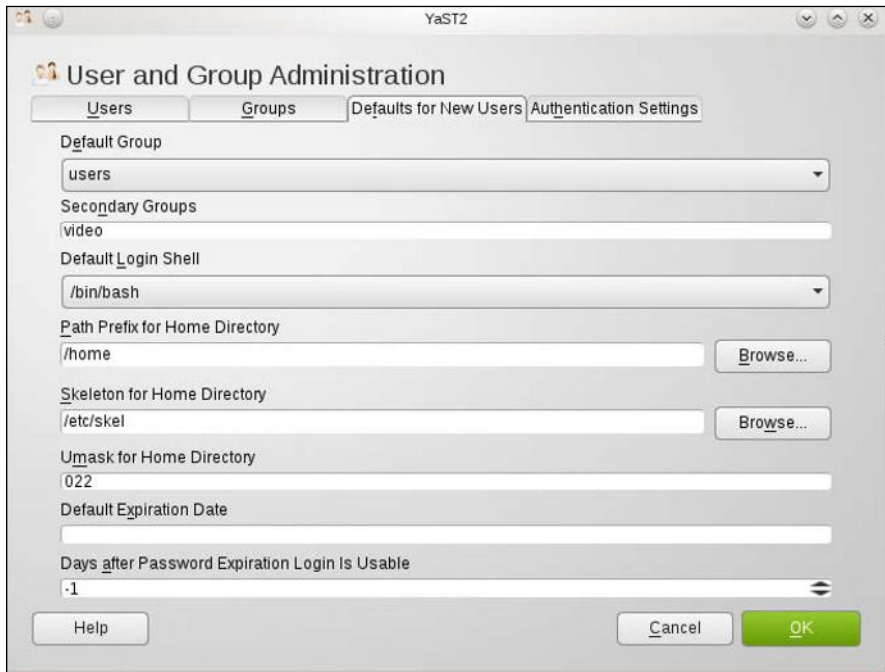 YaST2
User and Group Administration
Users Groups Defaults for New Users Authentication Settings
Default Group
users
Secondary Groups
video
Default Login Shell
/bin/bash
Path Prefix for Home Directory
/home Browse...
Skeleton for Home Directory
/etc/skel Browse...
Umask for Home Directory
022
Default Expiration Date
Days after Password Expiration Login Is Usable
-1
Help Cancel OK